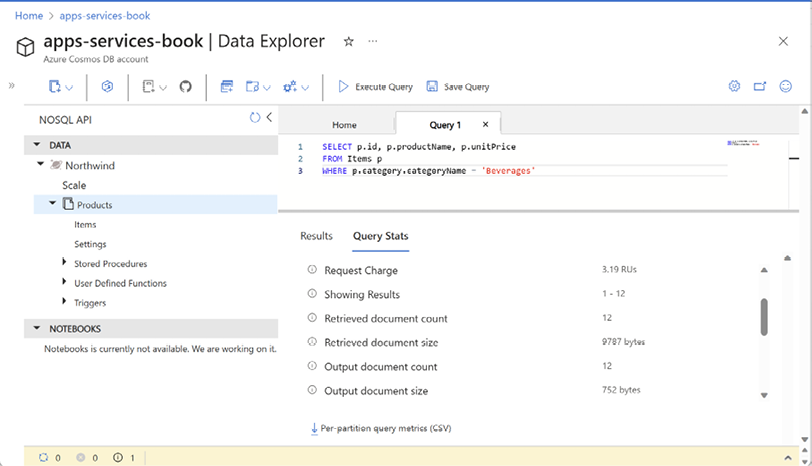 Home > apps-services-book
apps-services-book | Data Explorer ☆ ···
Azure Cosmos DB account
Execute Query Save Query
NOSQL API
DATA
Northwind
Scale
Products
Items
Settings
Stored Procedures
User Defined Functions
Triggers
NOTEBOOKS
Notebooks is currently not available. We are working on it.
Home Query 1
1 SELECT p.id, p.productName, p.unitPrice
2 FROM Items p
3 WHERE p.category.categoryName = 'Beverages'
Results Query Stats
Request Charge 3.19 RUs
Showing Results 1 - 12
Retrieved document count 12
Retrieved document size 9787 bytes
Output document count 12
Output document size 752 bytes
Per-partition query metrics (CSV)
0 0 1